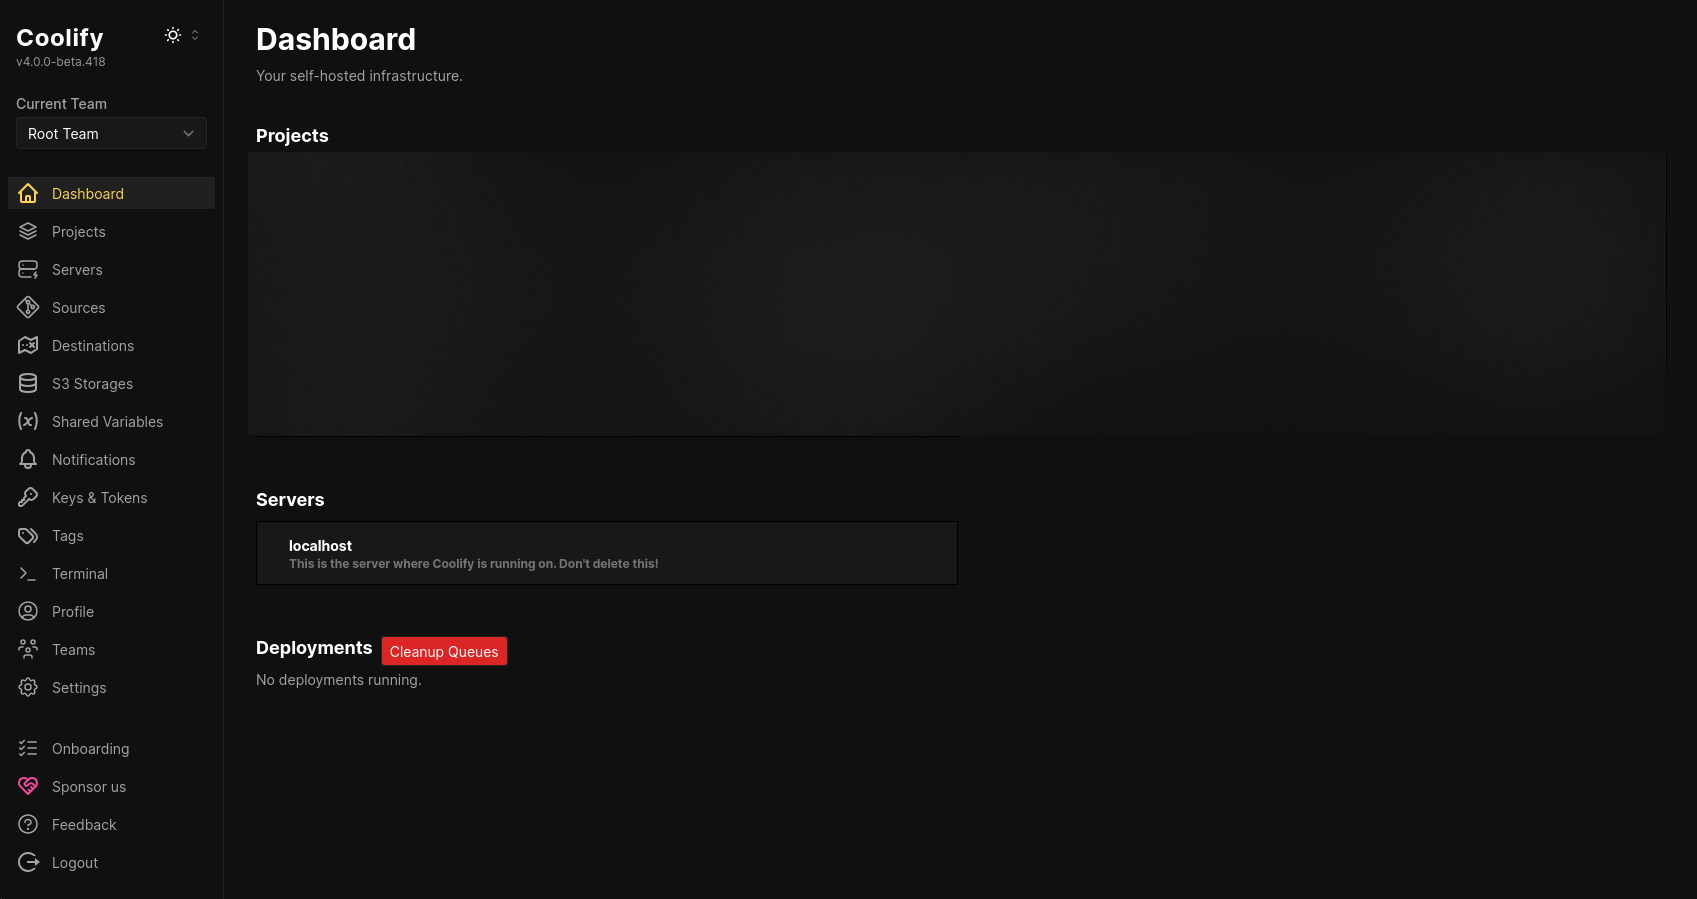 Coolify
v4.0.0-beta.418
Current Team
Root Team
Dashboard
Projects
Servers
Sources
Destinations
S3 Storages
Shared Variables
Notifications
Keys & Tokens
Tags
Terminal
Profile
Teams
Settings
Onboarding
Sponsor us
Feedback
Logout
Dashboard
Your self-hosted infrastructure.
Projects
Servers
localhost
This is the server where Coolify is running on. Don't delete this!
Deployments
Cleanup Queues
No deployments running.